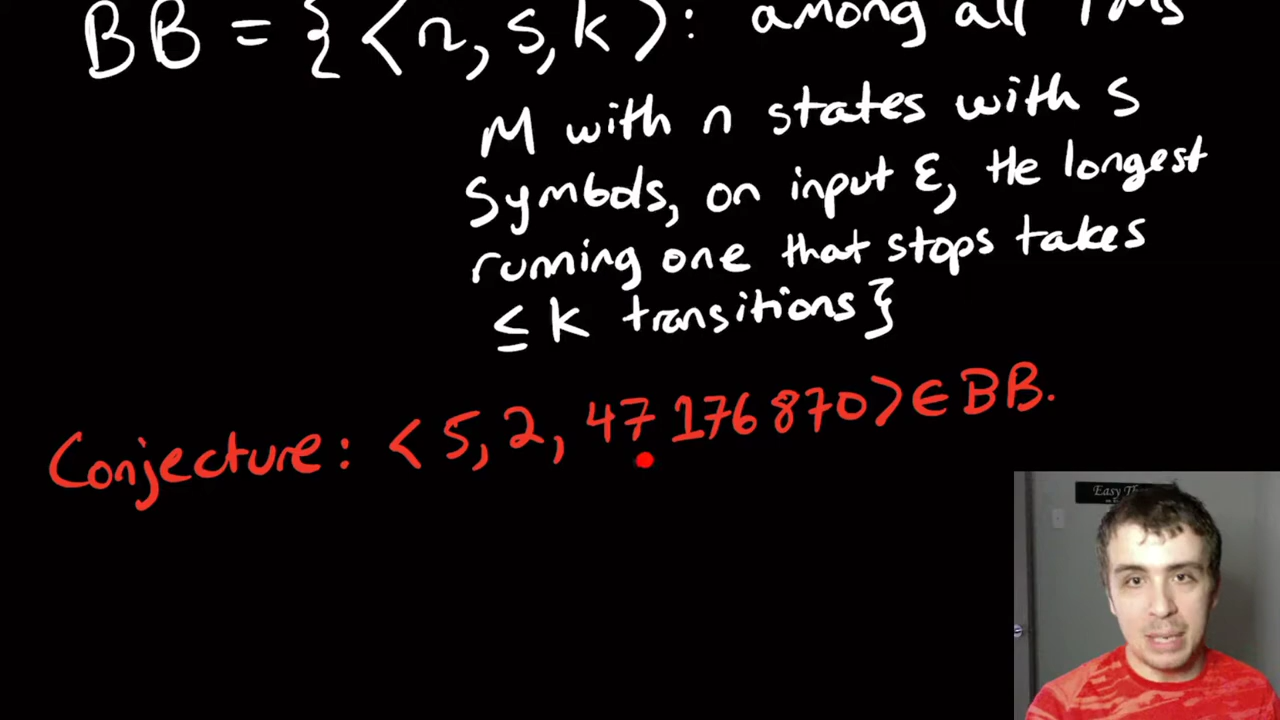 BB = { < n, s, k > : among all TMs
M with n states with s
symbols, on input ε, the longest
running one that stops takes
≤ k transitions }
Conjecture: < 5, 2, 47 176 870 > ∈ BB.
Easy